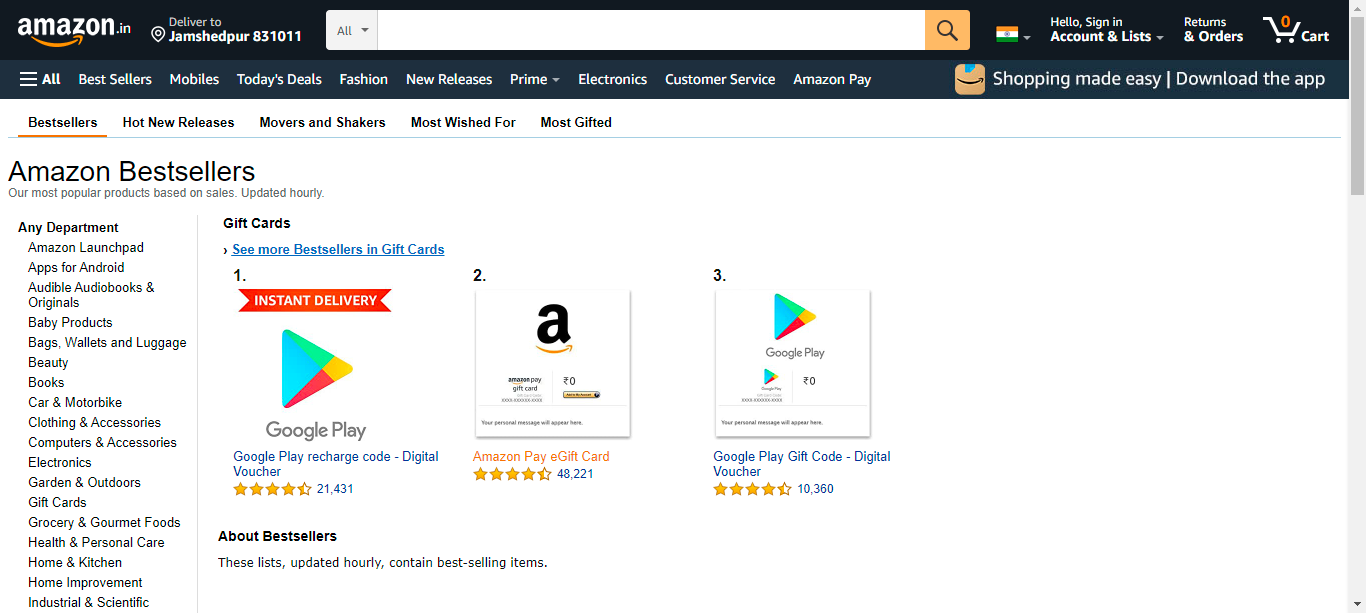 amazon.in
Deliver to
Jamshedpur 831011
All
Hello, Sign in
Account & Lists
Returns
& Orders
0
Cart
All
Best Sellers
Mobiles
Today's Deals
Fashion
New Releases
Prime
Electronics
Customer Service
Amazon Pay
Shopping made easy | Download the app
Bestsellers
Hot New Releases
Movers and Shakers
Most Wished For
Most Gifted
Amazon Bestsellers
Our most popular products based on sales. Updated hourly.
Any Department
Amazon Launchpad
Apps for Android
Audible Audiobooks &
Originals
Baby Products
Bags, Wallets and Luggage
Beauty
Books
Car & Motorbike
Clothing & Accessories
Computers & Accessories
Electronics
Garden & Outdoors
Gift Cards
Grocery & Gourmet Foods
Health & Personal Care
Home & Kitchen
Home Improvement
Industrial & Scientific
Gift Cards
› See more Bestsellers in Gift Cards
1.
INSTANT DELIVERY
Google Play
Google Play recharge code - Digital
Voucher
21,431
2.
a
amazon pay
gift card
₹0
XXXX-XXXXXX-XXXX
Your personal message will appear here.
Amazon Pay eGift Card
48,221
3.
Google Play
Google Play
₹0
XXXX-XXXXXX-XXXX
Your personal message will appear here.
Google Play Gift Code - Digital
Voucher
10,360
About Bestsellers
These lists, updated hourly, contain best-selling items.